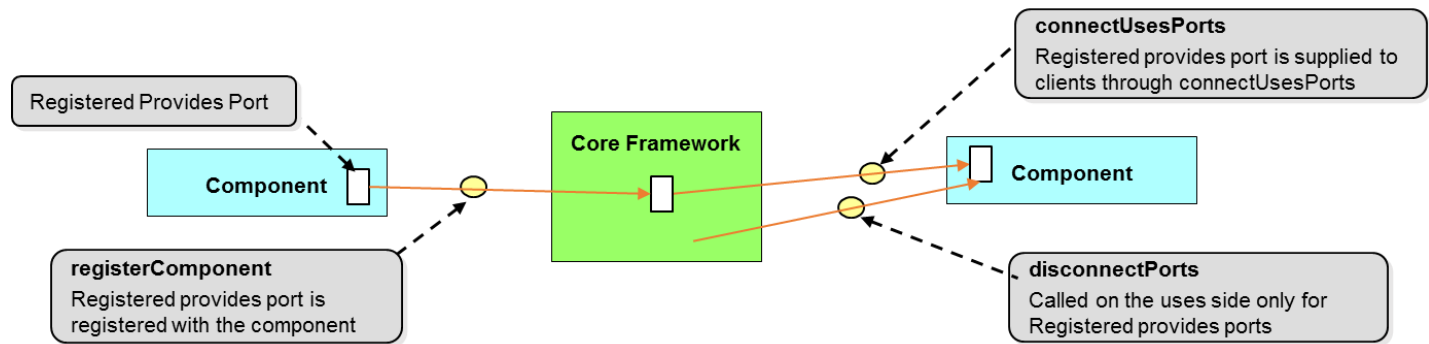 connectUsesPorts
Registered provides port is supplied to
clients through connectUsesPorts
Registered Provides Port
Core Framework
Component
Component
registerComponent
Registered provides port is
registered with the component
disconnectPorts
Called on the uses side only for
Registered provides ports